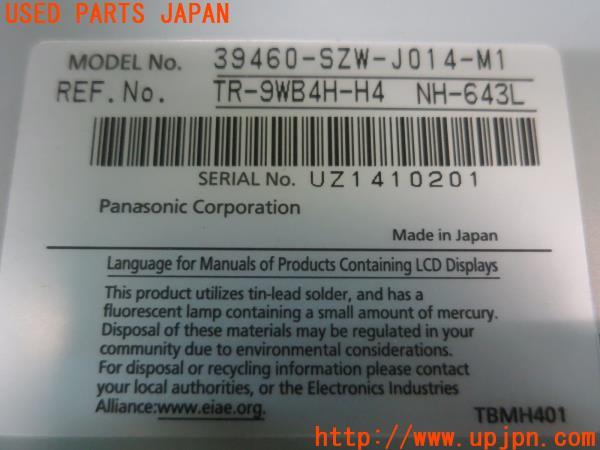 USED PARTS JAPAN
MODEL No. 39460-SZW-J014-M1
REF.No. TR-9WB4H-H4 NH-643L
SERIAL No. UZ1410201
Panasonic Corporation
Made in Japan
Language for Manuals of Products Containing LCD Displays
This product utilizes tin-lead solder, and has a
fluorescent lamp containing a small amount of mercury.
Disposal of these materials may be regulated in your
community due to environmental considerations.
For disposal or recycling information please contact
your local authorities, or the Electronics Industries
Alliance:www.eiae.org.
TBMH401
http://www.upjpn.com/